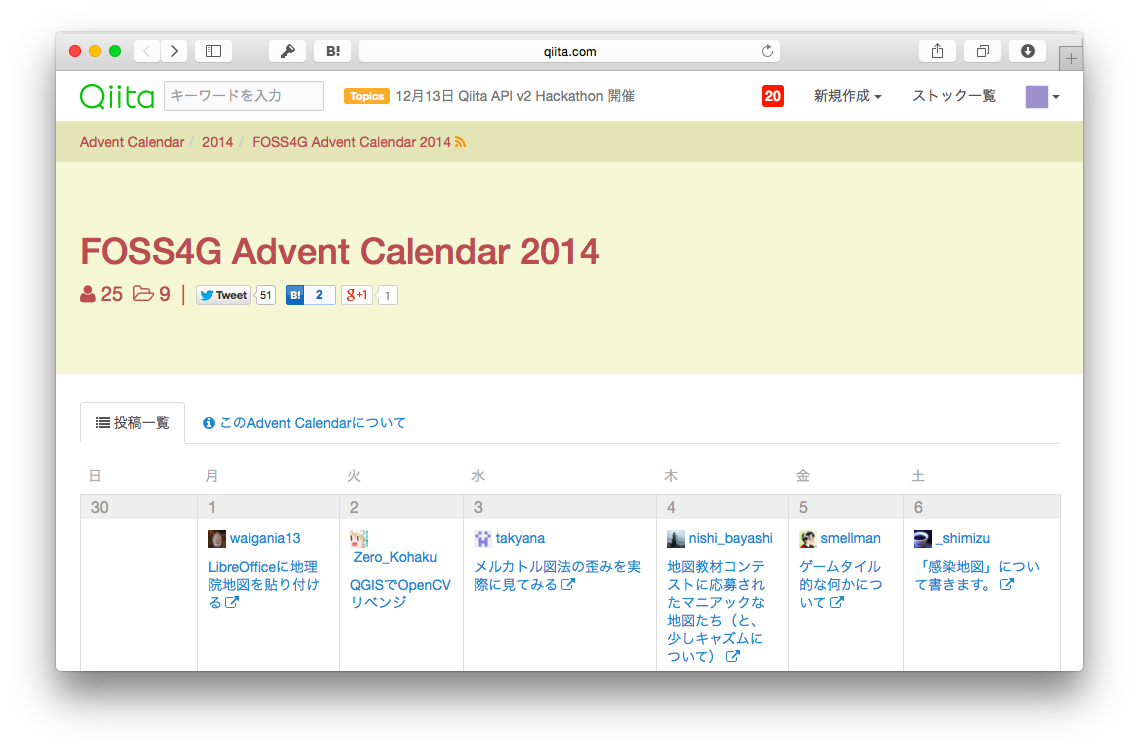 B! qiita.com
Qiita キーワードを入力 Topics 12月13日 Qiita API v2 Hackathon 開催 20 新規作成 ストック一覧
Advent Calendar / 2014 / FOSS4G Advent Calendar 2014
FOSS4G Advent Calendar 2014
25 9 | Tweet 51 B! 2 g+1 1
投稿一覧 このAdvent Calendarについて
日 月 火 水 木 金 土
30 1 2 3 4 5 6
waigania13
LibreOfficeに地理
院地図を貼り付け
る
Zero_Kohaku
QGISでOpenCV
リベンジ
takyana
メルカトル図法の歪みを実
際に見てみる
nishi_bayashi
地図教材コンテ
ストに応募され
たマニアックな
地図たち（と、
少しキャズムに
ついて）
smellman
ゲームタイル
的な何かにつ
いて
_shimizu
「感染地図」につい
て書きます。